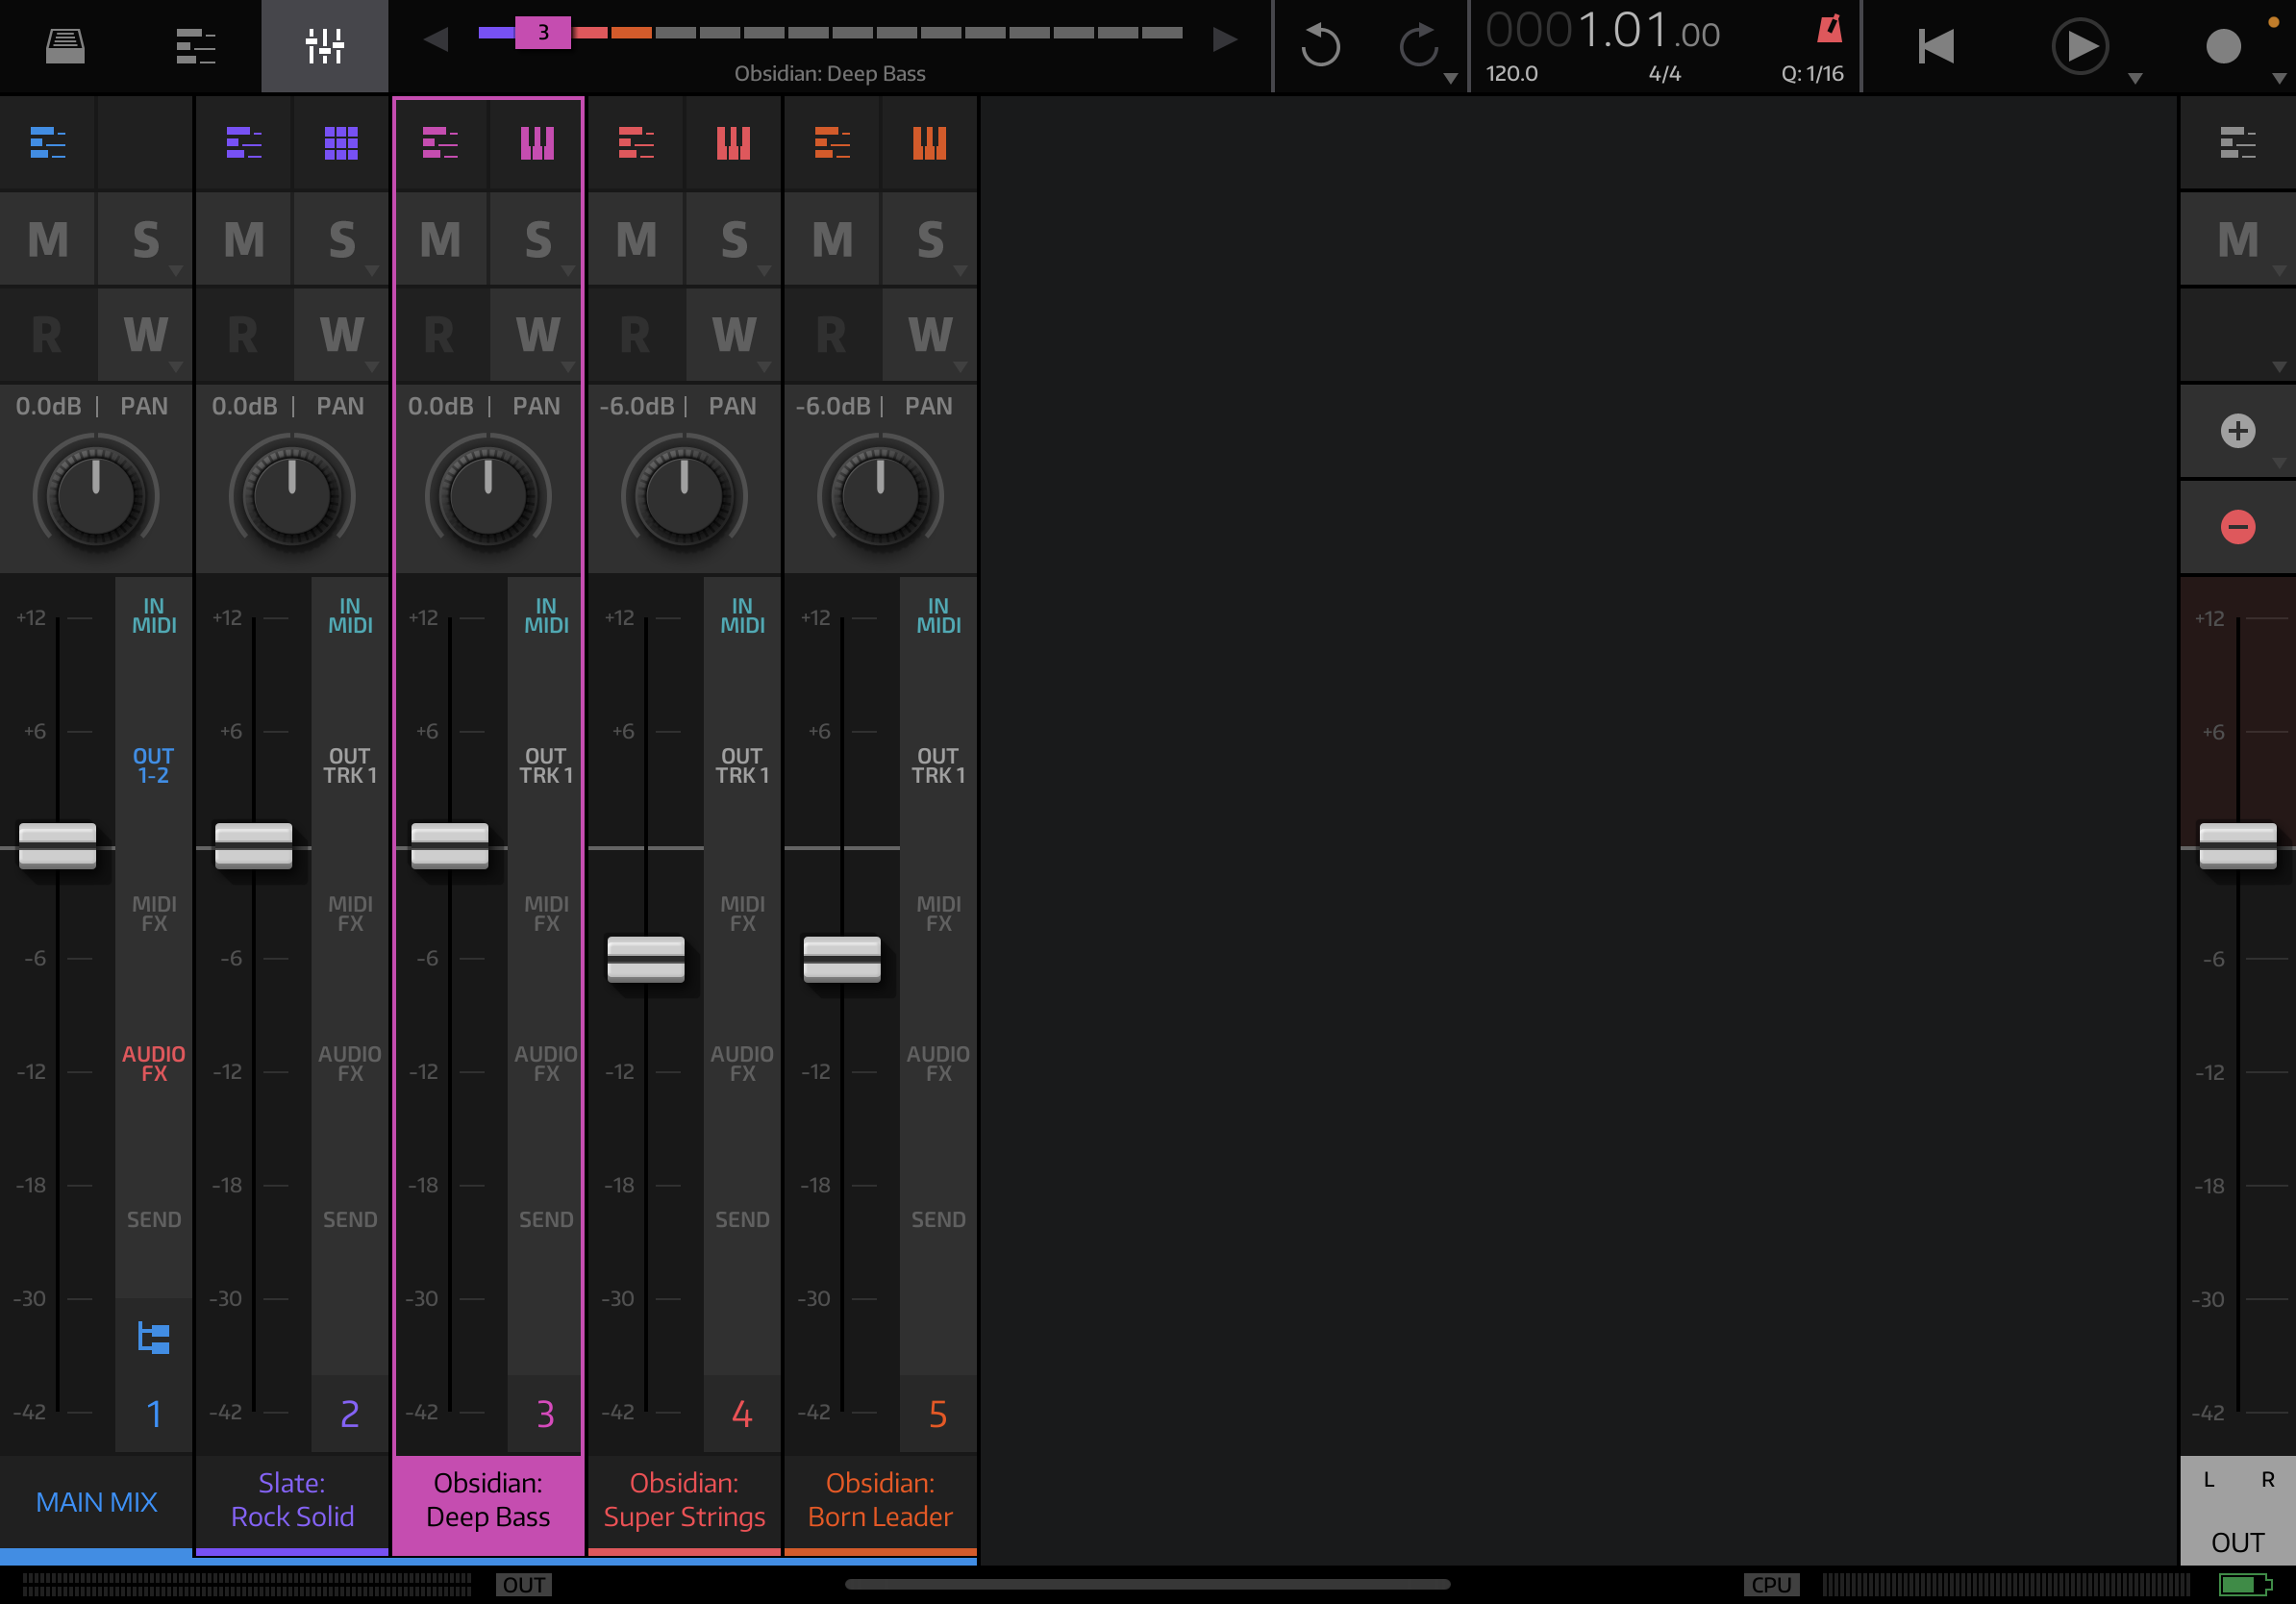 3
Obsidian: Deep Bass
0001.01.00
120.0 4/4 Q: 1/16
M S M S M S M S M S M
R W R W R W R W R W
0.0dB | PAN 0.0dB | PAN 0.0dB | PAN -6.0dB | PAN -6.0dB | PAN
IN IN IN IN IN
+12 MIDI +12 MIDI +12 MIDI +12 MIDI +12 MIDI +12
+6 +6 +6 +6 +6 +6
OUT OUT OUT OUT OUT
1-2 TRK 1 TRK 1 TRK 1 TRK 1
MIDI MIDI MIDI MIDI MIDI
FX FX FX FX FX
-6 -6 -6 -6
AUDIO AUDIO AUDIO AUDIO AUDIO
-12 FX -12 FX -12 FX -12 FX -12 FX -12
-18 -18 -18 -18 -18 -18
SEND SEND SEND SEND SEND
-30 -30 -30 -30 -30 -30
-42 1 -42 2 -42 3 -42 4 -42 5 -42
MAIN MIX
Slate:
Rock Solid
Obsidian:
Deep Bass
Obsidian:
Super Strings
Obsidian:
Born Leader
L R
OUT
OUT CPU